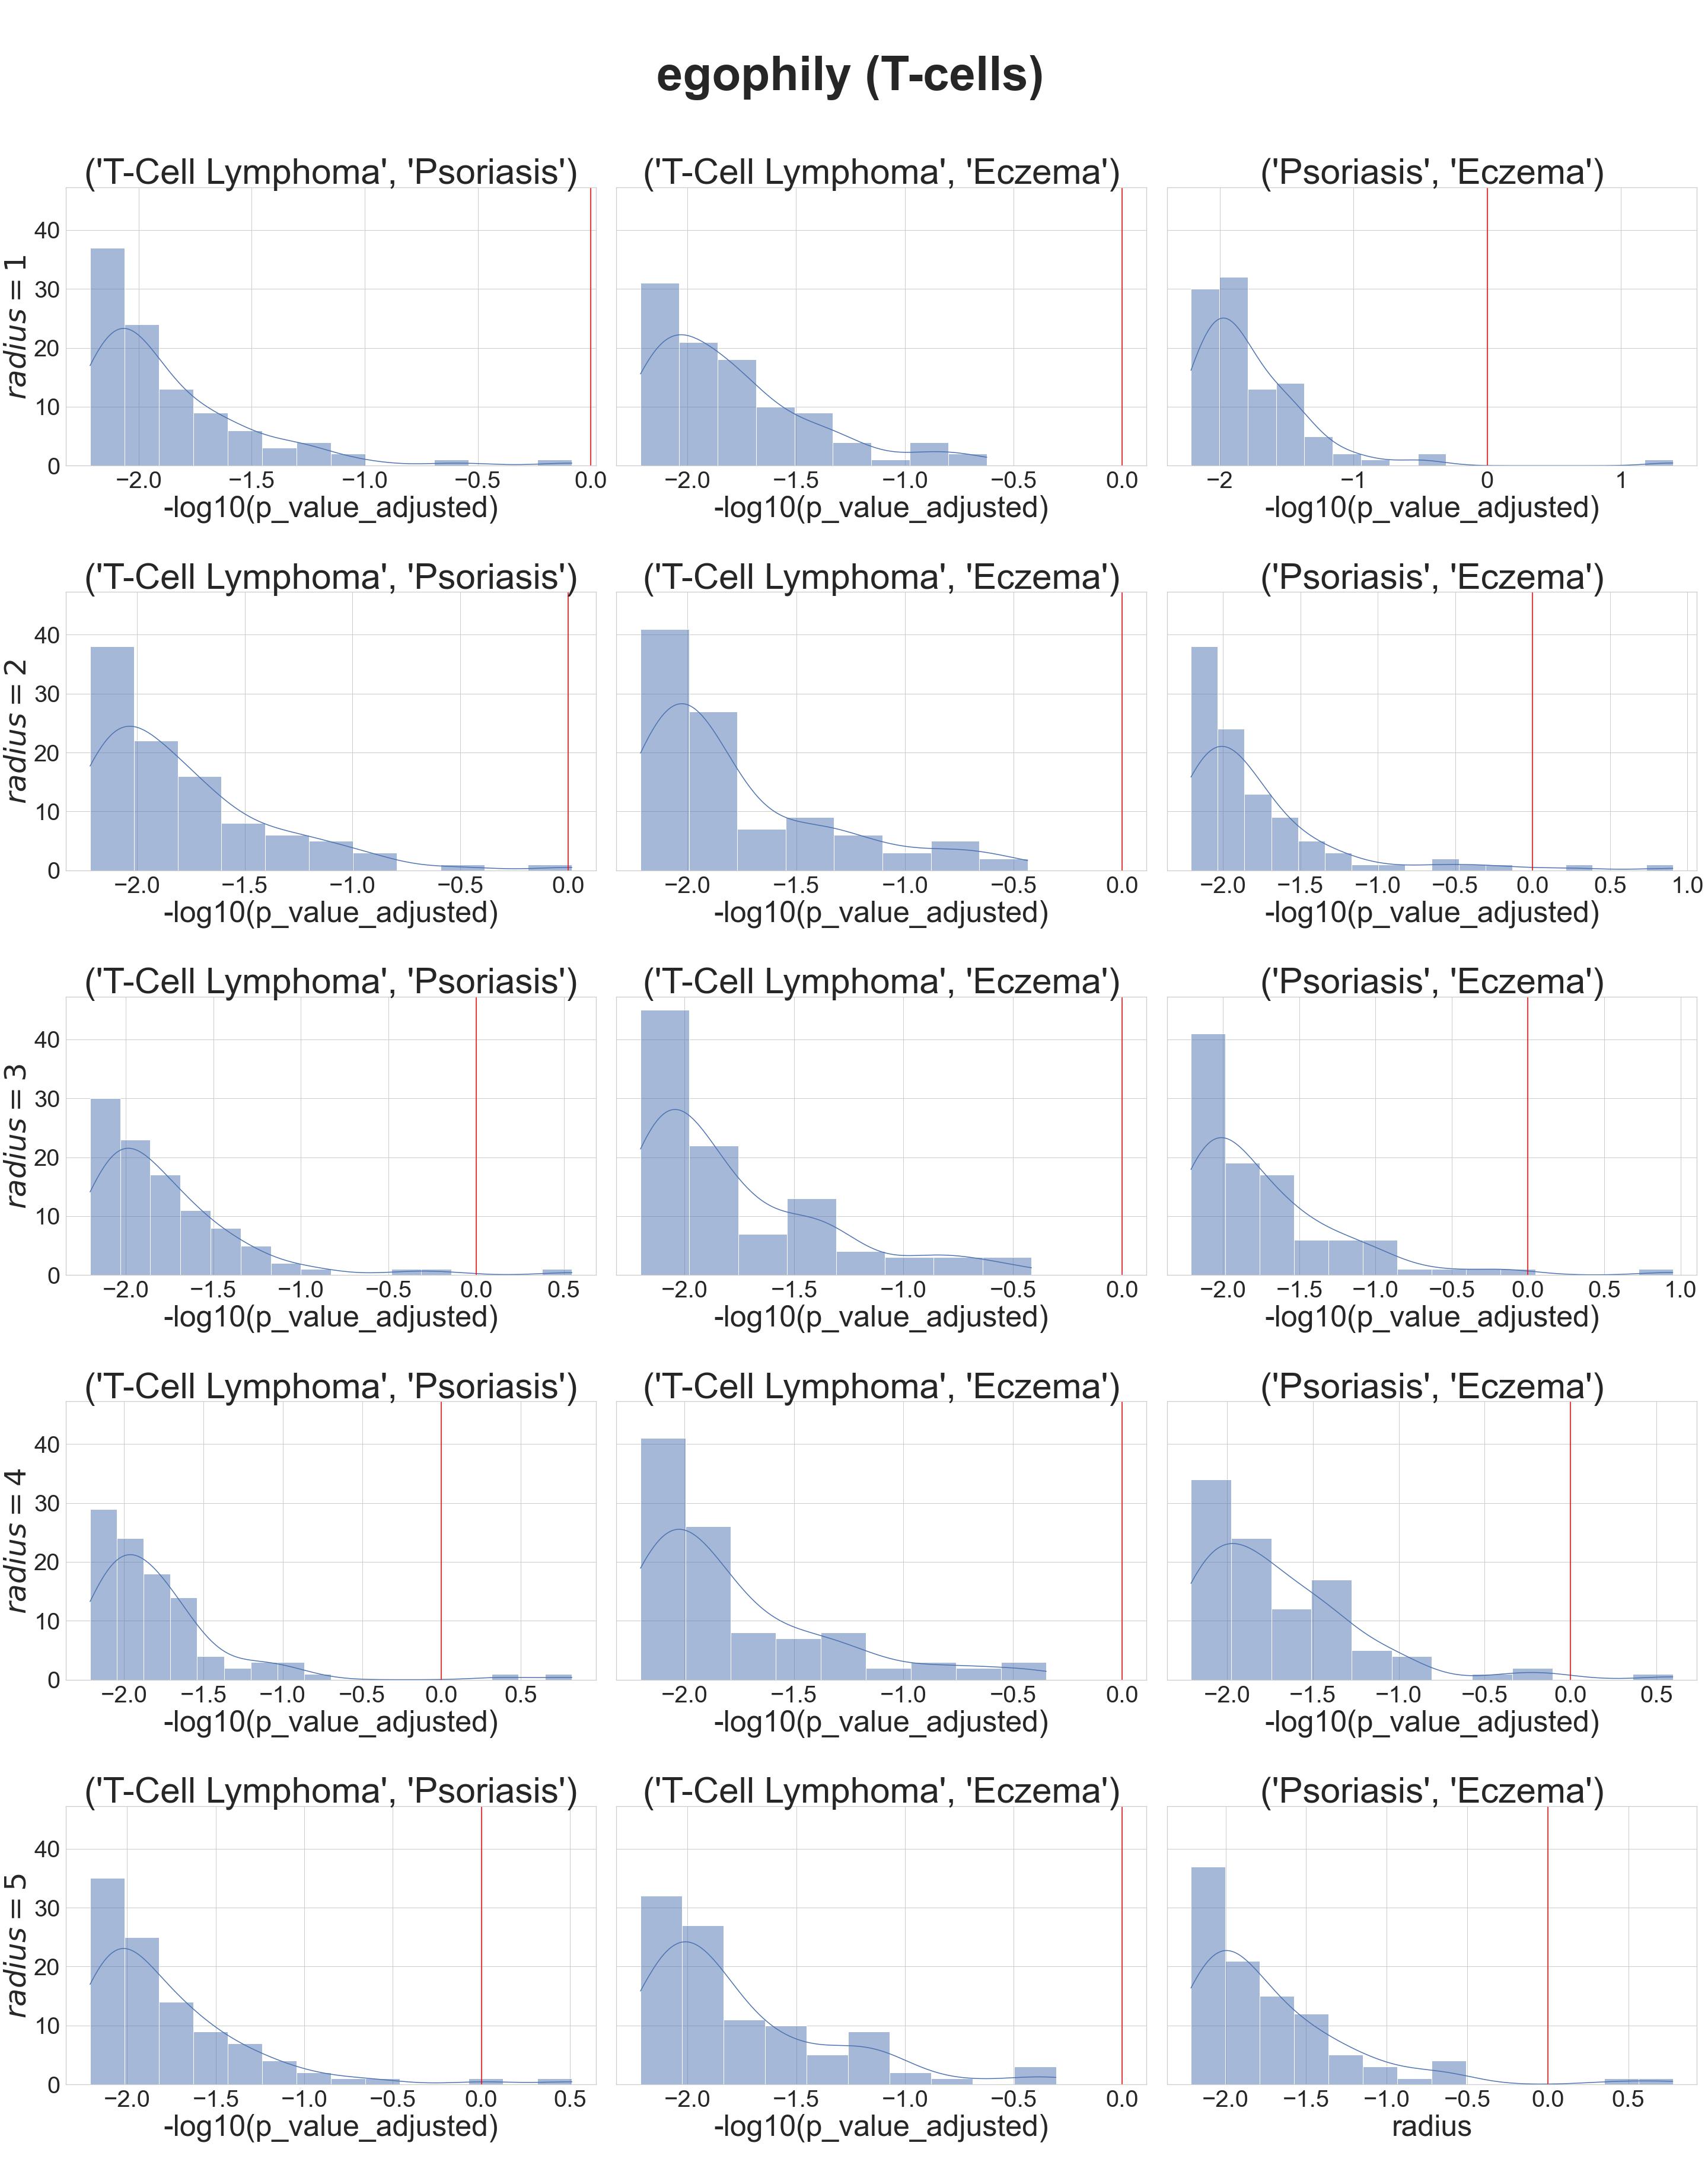 egophily (T-cells)
('T-Cell Lymphoma', 'Psoriasis') ('T-Cell Lymphoma', 'Eczema') ('Psoriasis', 'Eczema')
radius = 1
40
30
20
10
0
−2.0 −1.5 −1.0 −0.5 0.0 −2.0 −1.5 −1.0 −0.5 0.0 −2 −1 0 1
-log10(p_value_adjusted) -log10(p_value_adjusted) -log10(p_value_adjusted)
('T-Cell Lymphoma', 'Psoriasis') ('T-Cell Lymphoma', 'Eczema') ('Psoriasis', 'Eczema')
radius = 2
40
30
20
10
0
−2.0 −1.5 −1.0 −0.5 0.0 −2.0 −1.5 −1.0 −0.5 0.0 −2.0 −1.5 −1.0 −0.5 0.0 0.5 1.0
-log10(p_value_adjusted) -log10(p_value_adjusted) -log10(p_value_adjusted)
('T-Cell Lymphoma', 'Psoriasis') ('T-Cell Lymphoma', 'Eczema') ('Psoriasis', 'Eczema')
radius = 3
40
30
20
10
0
−2.0 −1.5 −1.0 −0.5 0.0 0.5 −2.0 −1.5 −1.0 −0.5 0.0 −2.0 −1.5 −1.0 −0.5 0.0 0.5 1.0
-log10(p_value_adjusted) -log10(p_value_adjusted) -log10(p_value_adjusted)
('T-Cell Lymphoma', 'Psoriasis') ('T-Cell Lymphoma', 'Eczema') ('Psoriasis', 'Eczema')
radius = 4
40
30
20
10
0
−2.0 −1.5 −1.0 −0.5 0.0 0.5 −2.0 −1.5 −1.0 −0.5 0.0 −2.0 −1.5 −1.0 −0.5 0.0 0.5
-log10(p_value_adjusted) -log10(p_value_adjusted) -log10(p_value_adjusted)
('T-Cell Lymphoma', 'Psoriasis') ('T-Cell Lymphoma', 'Eczema') ('Psoriasis', 'Eczema')
radius = 5
40
30
20
10
0
−2.0 −1.5 −1.0 −0.5 0.0 0.5 −2.0 −1.5 −1.0 −0.5 0.0 −2.0 −1.5 −1.0 −0.5 0.0 0.5
-log10(p_value_adjusted) -log10(p_value_adjusted) radius